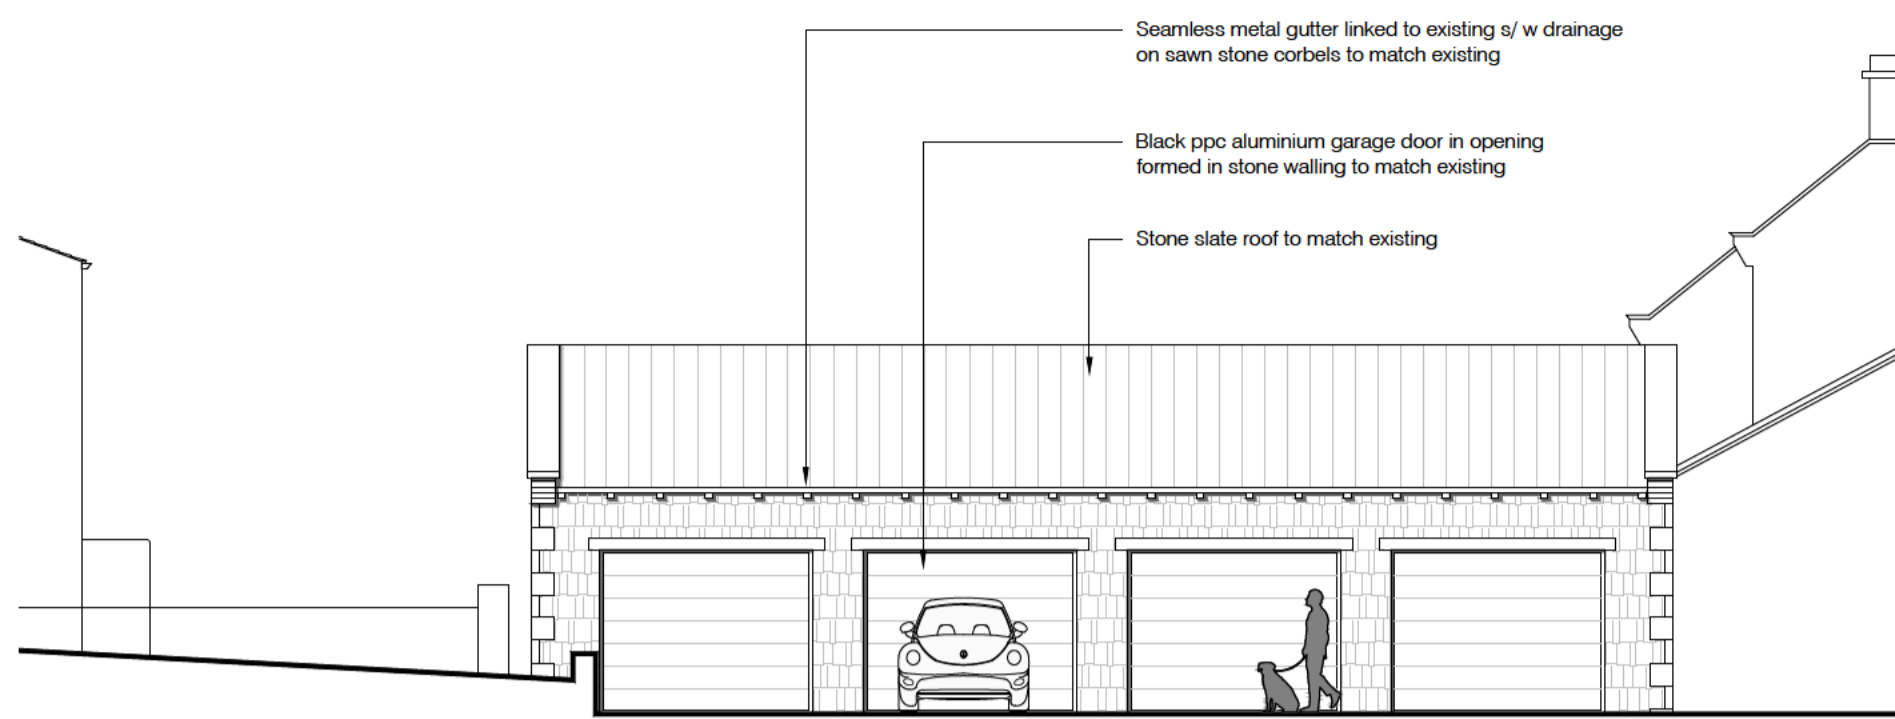 Seamless metal gutter linked to existing s/ w drainage
on sawn stone corbels to match existing
Black ppc aluminium garage door in opening
formed in stone walling to match existing
Stone slate roof to match existing